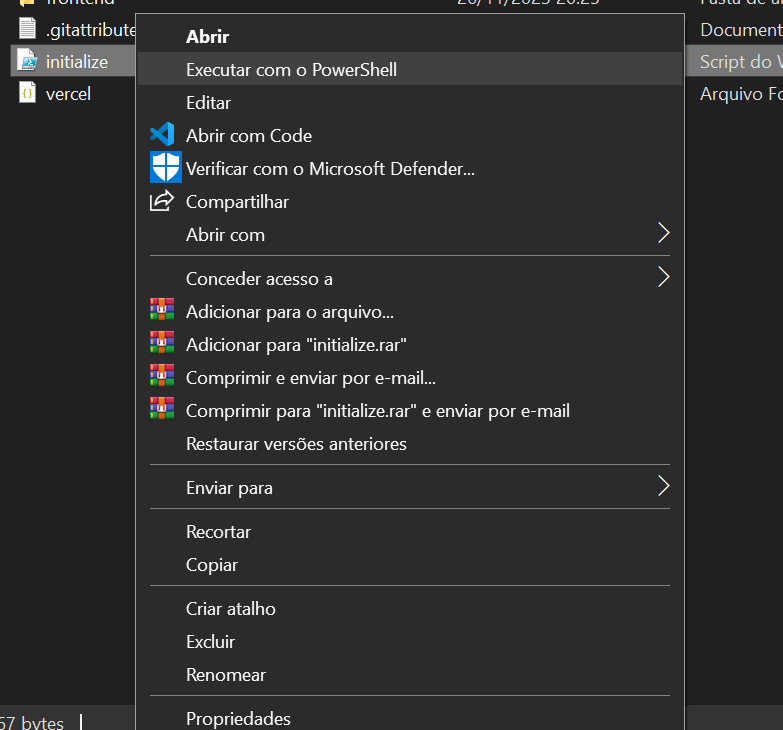 frontend
.gitattribute
Document
initialize
Script do
vercel
Arquivo Fo
Abrir
Executar com o PowerShell
Editar
Abrir com Code
Verificar com o Microsoft Defender...
Compartilhar
Abrir com
Conceder acesso a
Adicionar para o arquivo...
Adicionar para "initialize.rar"
Comprimir e enviar por e-mail...
Comprimir para "initialize.rar" e enviar por e-mail
Restaurar versões anteriores
Enviar para
Recortar
Copiar
Criar atalho
Excluir
Renomear
Propriedades
67 bytes